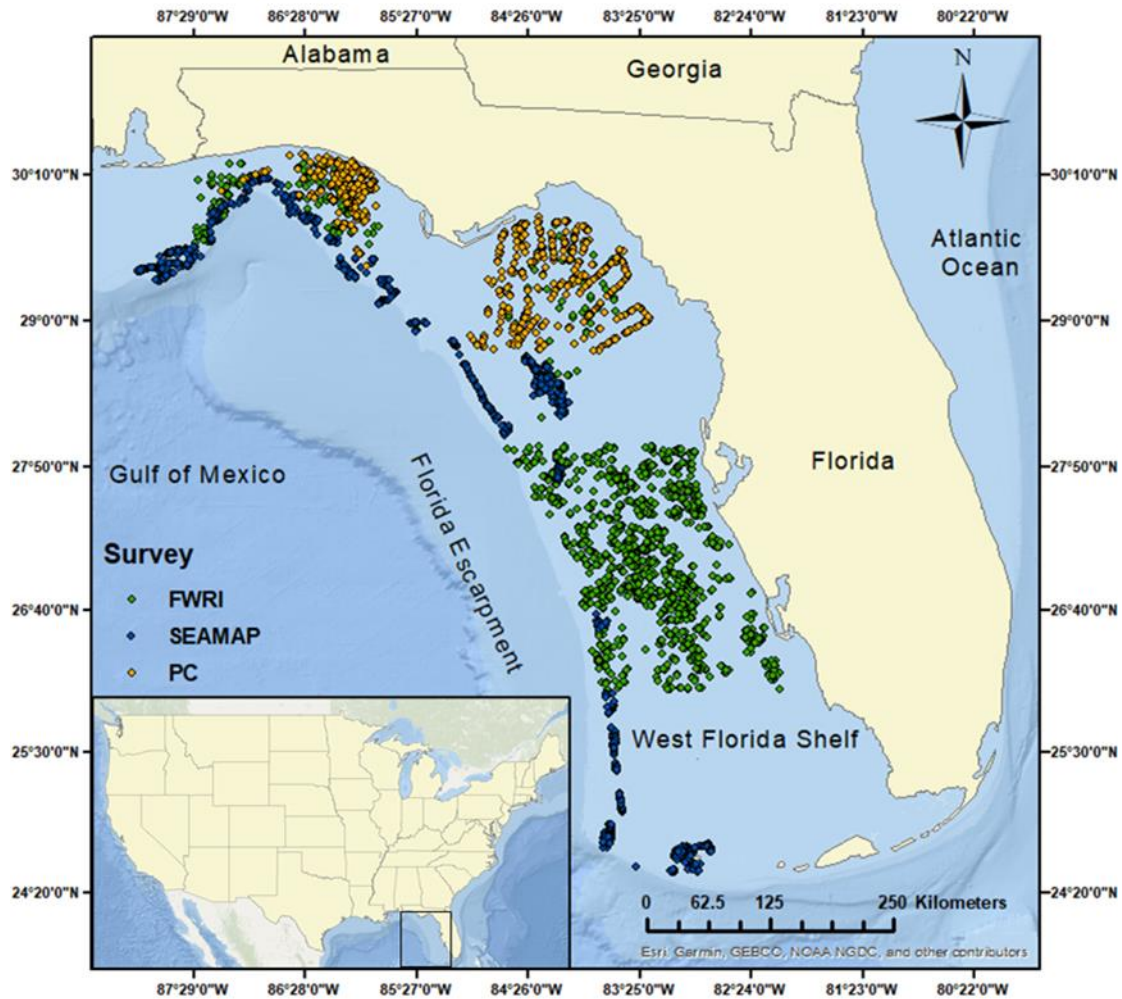 87°29'0"W 86°28'0"W 85°27'0"W 84°26'0"W 83°25'0"W 82°24'0"W 81°23'0"W 80°22'0"W
Alabama
Georgia
N
30°10'0"N 30°10'0"N
Atlantic
Ocean
29°0'0"N 29°0'0"N
27°50'0"N 27°50'0"N
Gulf of Mexico
Florida
Florida Escarpment
Survey
FWRI
SEAMAP
PC
26°40'0"N 26°40'0"N
25°30'0"N 25°30'0"N
West Florida Shelf
24°20'0"N 24°20'0"N
0 62.5 125 250 Kilometers
Esri, Garmin, GEBCO, NOAA NGDC, and other contributors
87°29'0"W 86°28'0"W 85°27'0"W 84°26'0"W 83°25'0"W 82°24'0"W 81°23'0"W 80°22'0"W